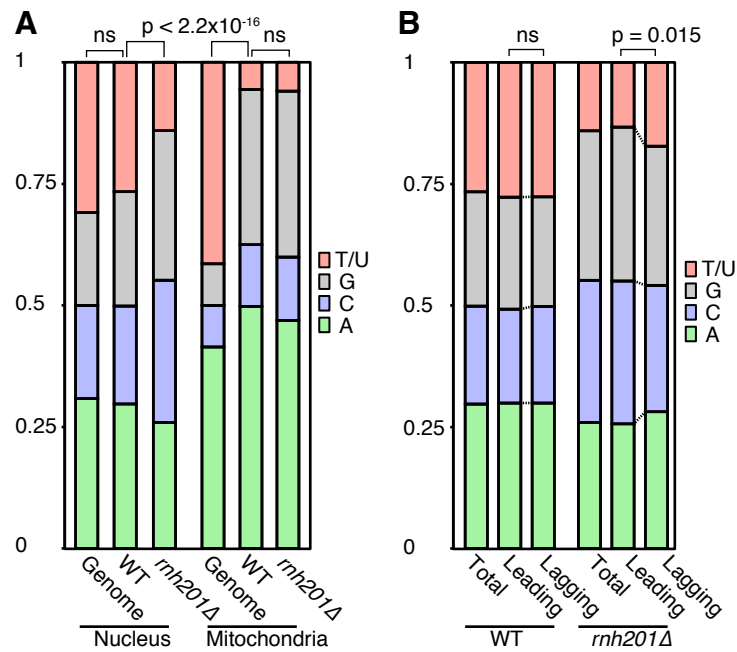 A
ns
p < 2.2x10-16
ns
1
0.75
0.5
0.25
0
T/U
G
C
A
Genome
WT
rnh201Δ
Genome
WT
rnh201Δ
Nucleus
Mitochondria
B
ns
p = 0.015
1
0.75
0.5
0.25
0
T/U
G
C
A
Total
Leading
Lagging
Total
Leading
Lagging
WT
rnh201Δ